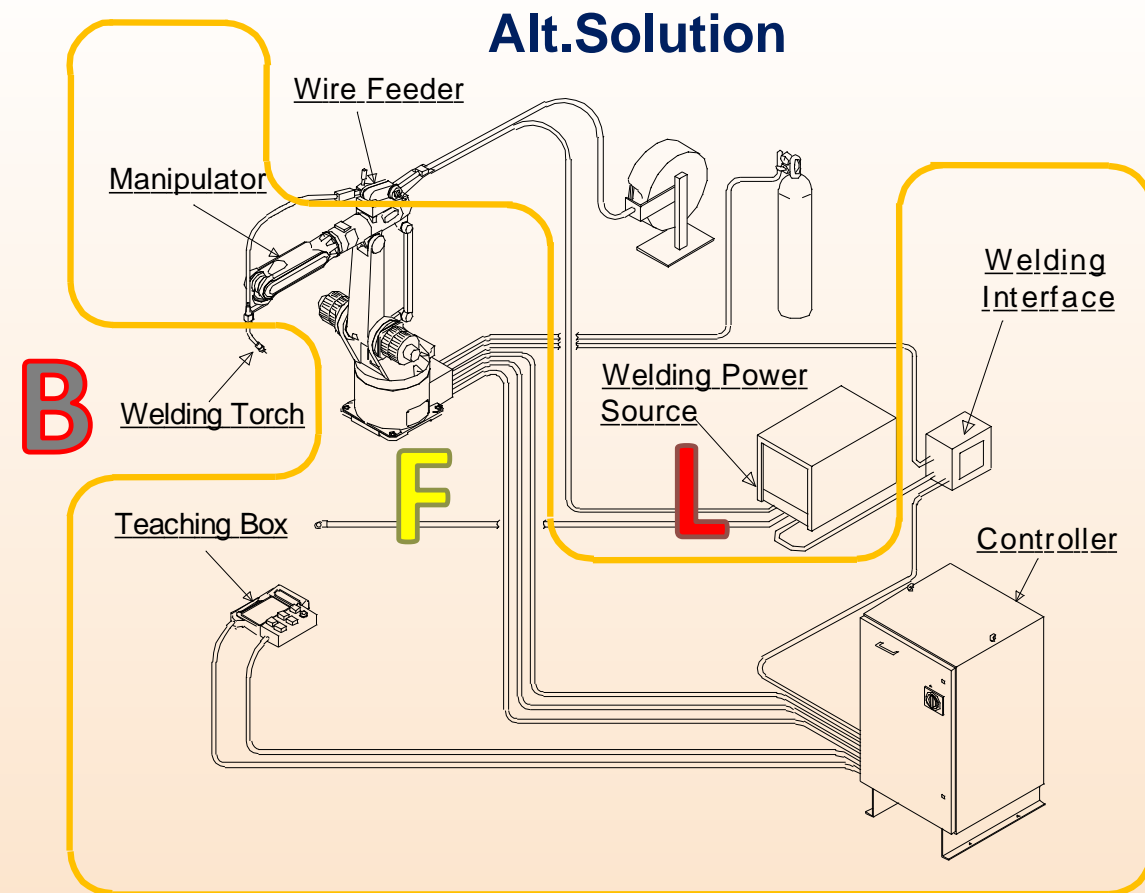 Alt.Solution
Wire Feeder
Manipulator
Welding
Interface
Welding Power
Source
B
Welding Torch
F
L
Teaching Box
Controller